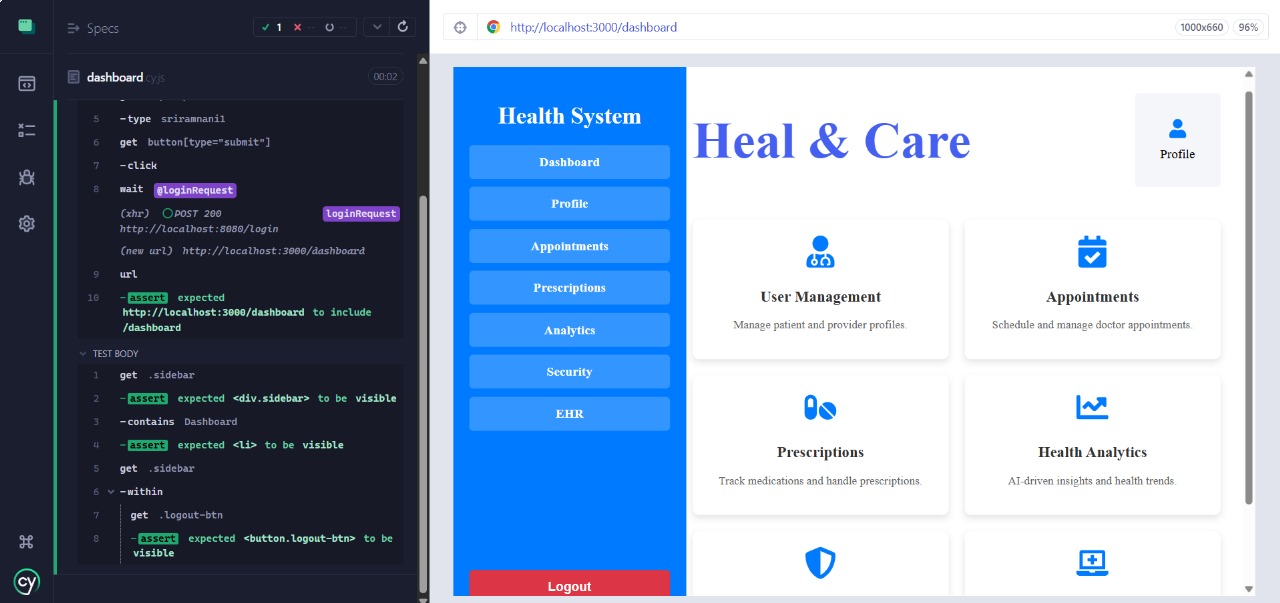 Specs
1
-- --
http://localhost:3000/dashboard
1000x660
96%
dashboard.cy.js
00:02
5 -type sriramnani1
6 get button[type="submit"]
7 -click
8 wait @loginRequest
(xhr) POST 200 loginRequest
http://localhost:8080/login
(new url) http://localhost:3000/dashboard
9 url
10 -assert expected
http://localhost:3000/dashboard to include
/dashboard
TEST BODY
1 get .sidebar
2 -assert expected <div.sidebar> to be visible
3 -contains Dashboard
4 -assert expected <li> to be visible
5 get .sidebar
6 -within
7 get .logout-btn
8 -assert expected <button.logout-btn> to be
visible
cy
Health System
Dashboard
Profile
Appointments
Prescriptions
Analytics
Security
EHR
Logout
Heal & Care
Profile
User Management
Manage patient and provider profiles.
Appointments
Schedule and manage doctor appointments.
Prescriptions
Track medications and handle prescriptions.
Health Analytics
AI-driven insights and health trends.